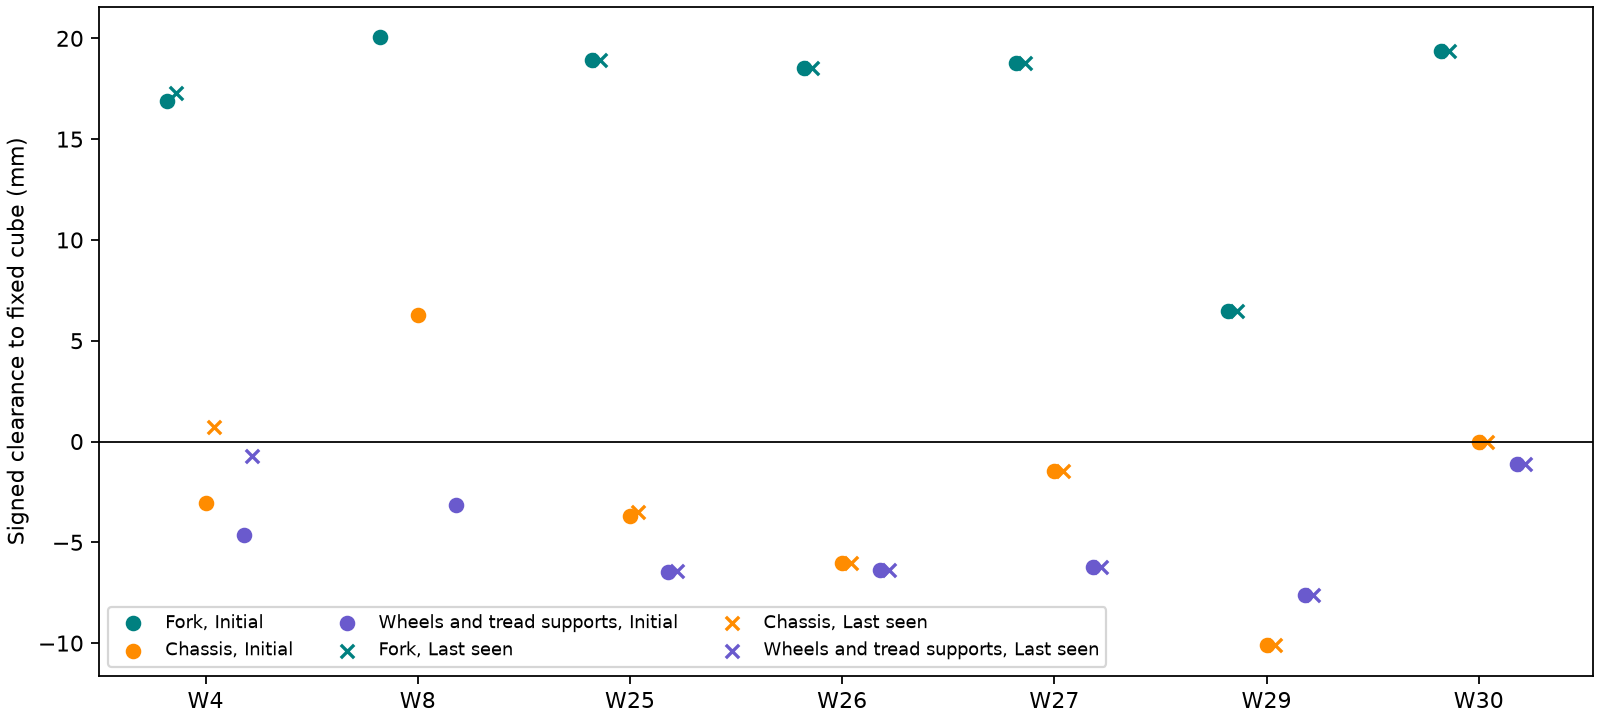 Signed clearance to fixed cube (mm)
20
15
10
5
0
−5
−10
Fork, Initial
Chassis, Initial
Wheels and tread supports, Initial
Fork, Last seen
Chassis, Last seen
Wheels and tread supports, Last seen
W4 W8 W25 W26 W27 W29 W30